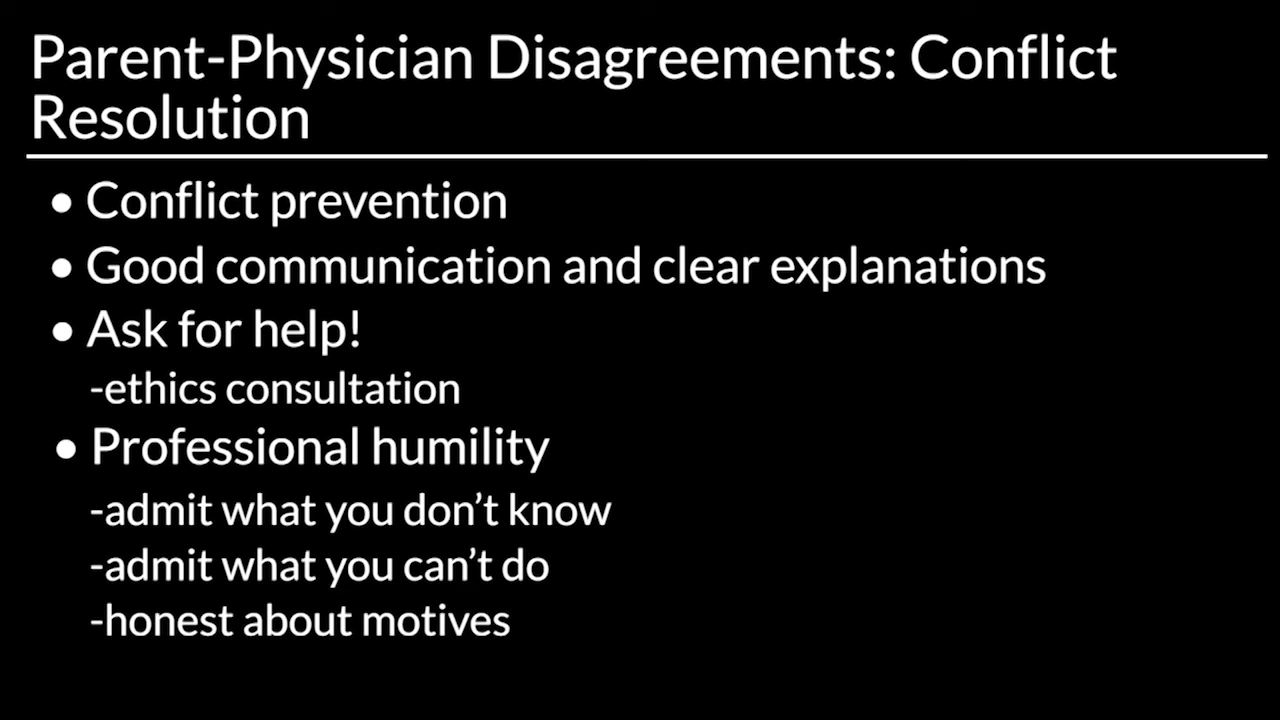 Parent-Physician Disagreements: Conflict
Resolution
• Conflict prevention
• Good communication and clear explanations
• Ask for help!
-ethics consultation
• Professional humility
-admit what you don’t know
-admit what you can’t do
-honest about motives